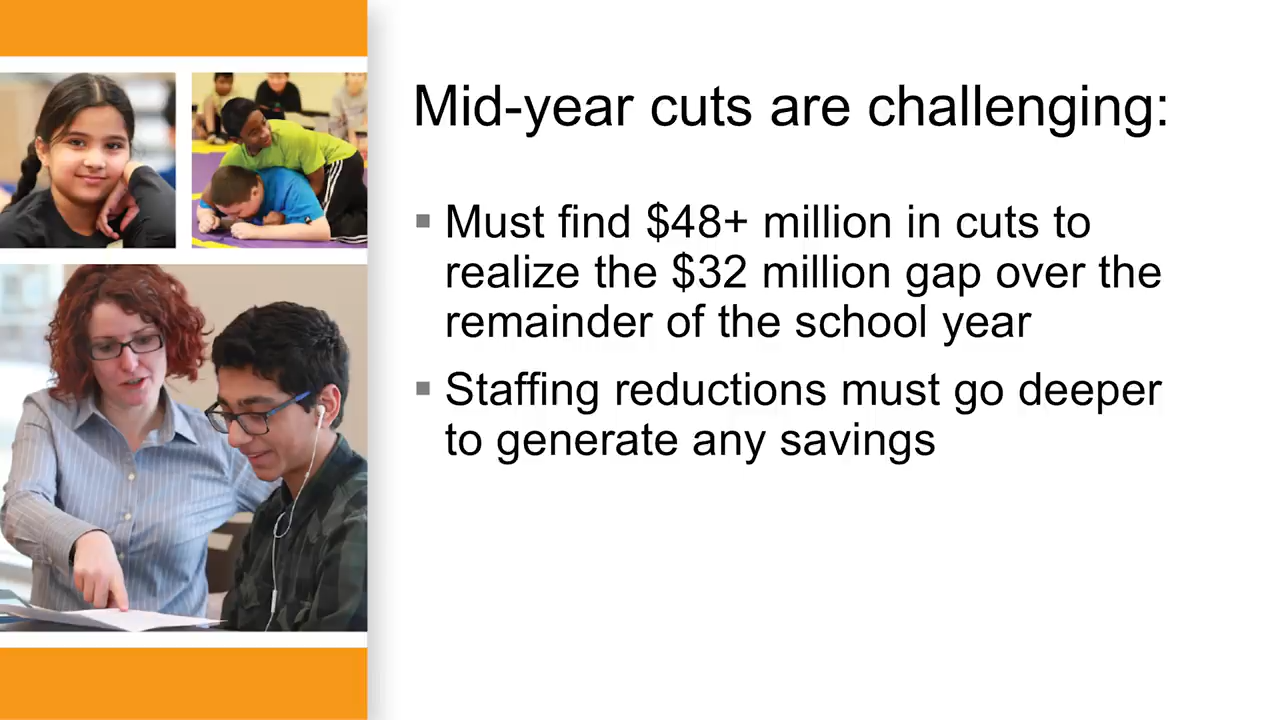 Mid-year cuts are challenging:
▪ Must find $48+ million in cuts to
realize the $32 million gap over the
remainder of the school year
▪ Staffing reductions must go deeper
to generate any savings